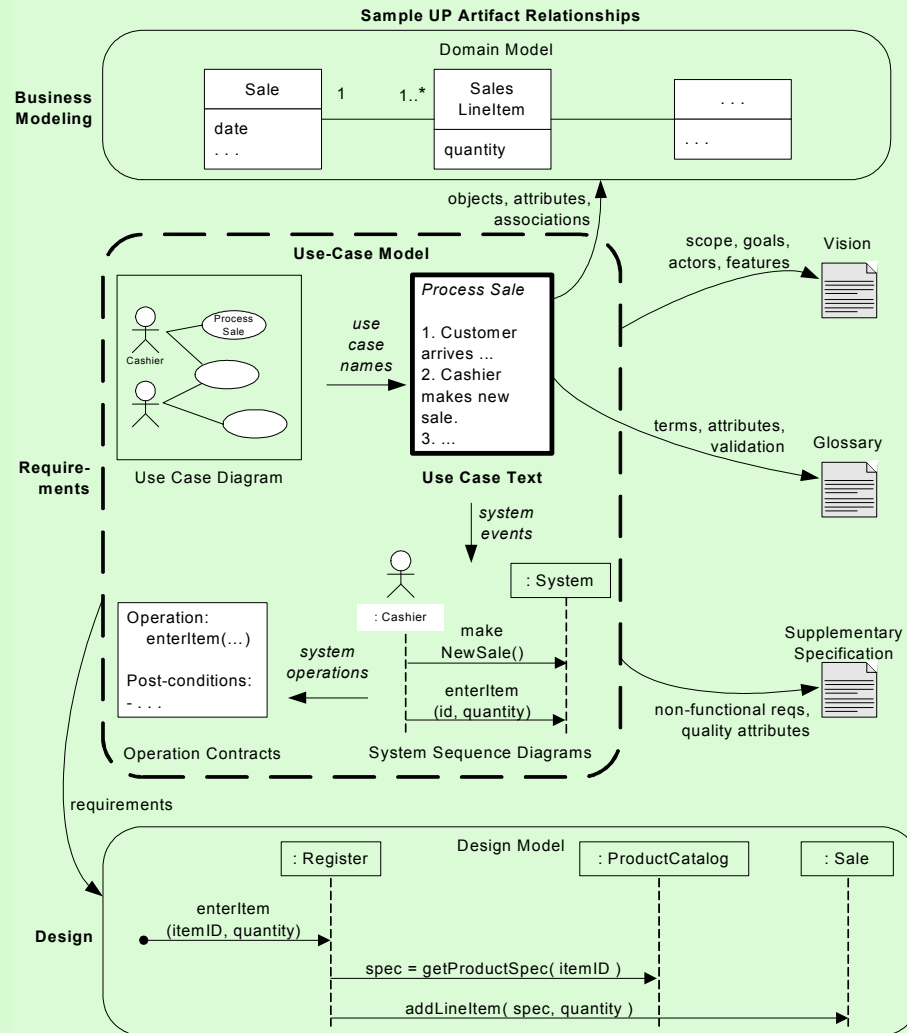 Sample UP Artifact Relationships
Domain Model
Business
Modeling
Sale
date
. . .
1
1..*
Sales
LineItem
quantity
. . .
. . .
objects, attributes,
associations
Use-Case Model
scope, goals,
actors, features
Vision
Process
Sale
Cashier
Use Case Diagram
use
case
names
Process Sale
1. Customer
arrives ...
2. Cashier
makes new
sale.
3. ...
Use Case Text
terms, attributes,
validation
Glossary
Require-
ments
system
events
: Cashier
: System
make
NewSale()
enterItem
(id, quantity)
System Sequence Diagrams
system
operations
Operation:
enterItem(...)
Post-conditions:
- . . .
Operation Contracts
Supplementary
Specification
non-functional reqs,
quality attributes
requirements
Design Model
Design
: Register
: ProductCatalog
: Sale
enterItem
(itemID, quantity)
spec = getProductSpec( itemID )
addLineItem( spec, quantity )